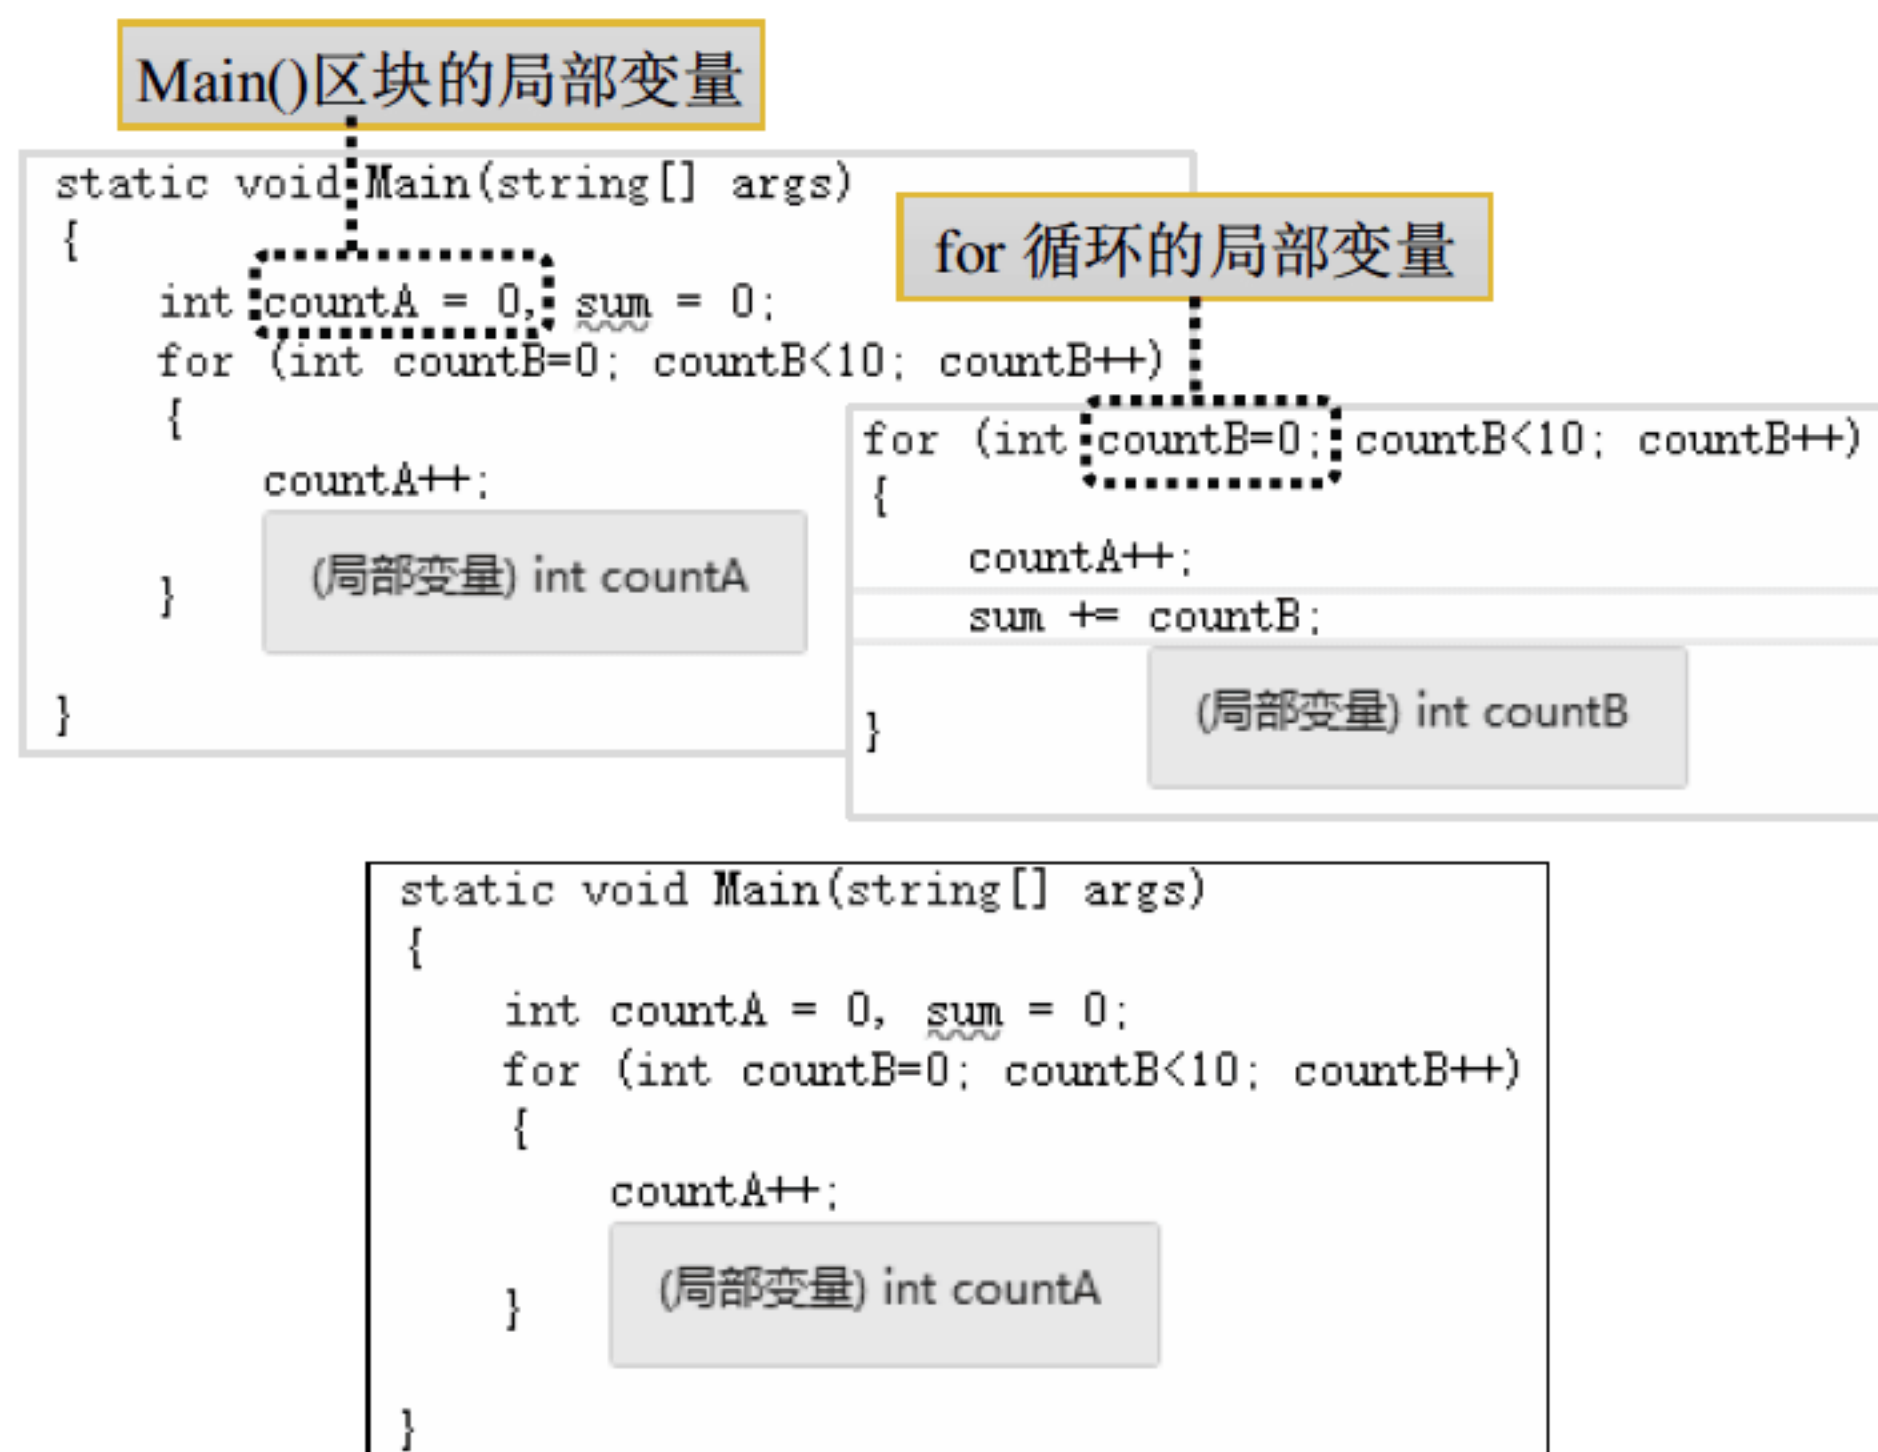 Main()区块的局部变量
static void Main(string[] args)
{
int countA = 0, sum = 0;
for (int countB=0; countB<10; countB++)
{
countA++;
(局部变量) int countA
}
}
for 循环的局部变量
for (int countB=0; countB<10; countB++)
{
countA++;
sum += countB;
(局部变量) int countB
}
static void Main(string[] args)
{
int countA = 0, sum = 0;
for (int countB=0; countB<10; countB++)
{
countA++;
(局部变量) int countA
}
}